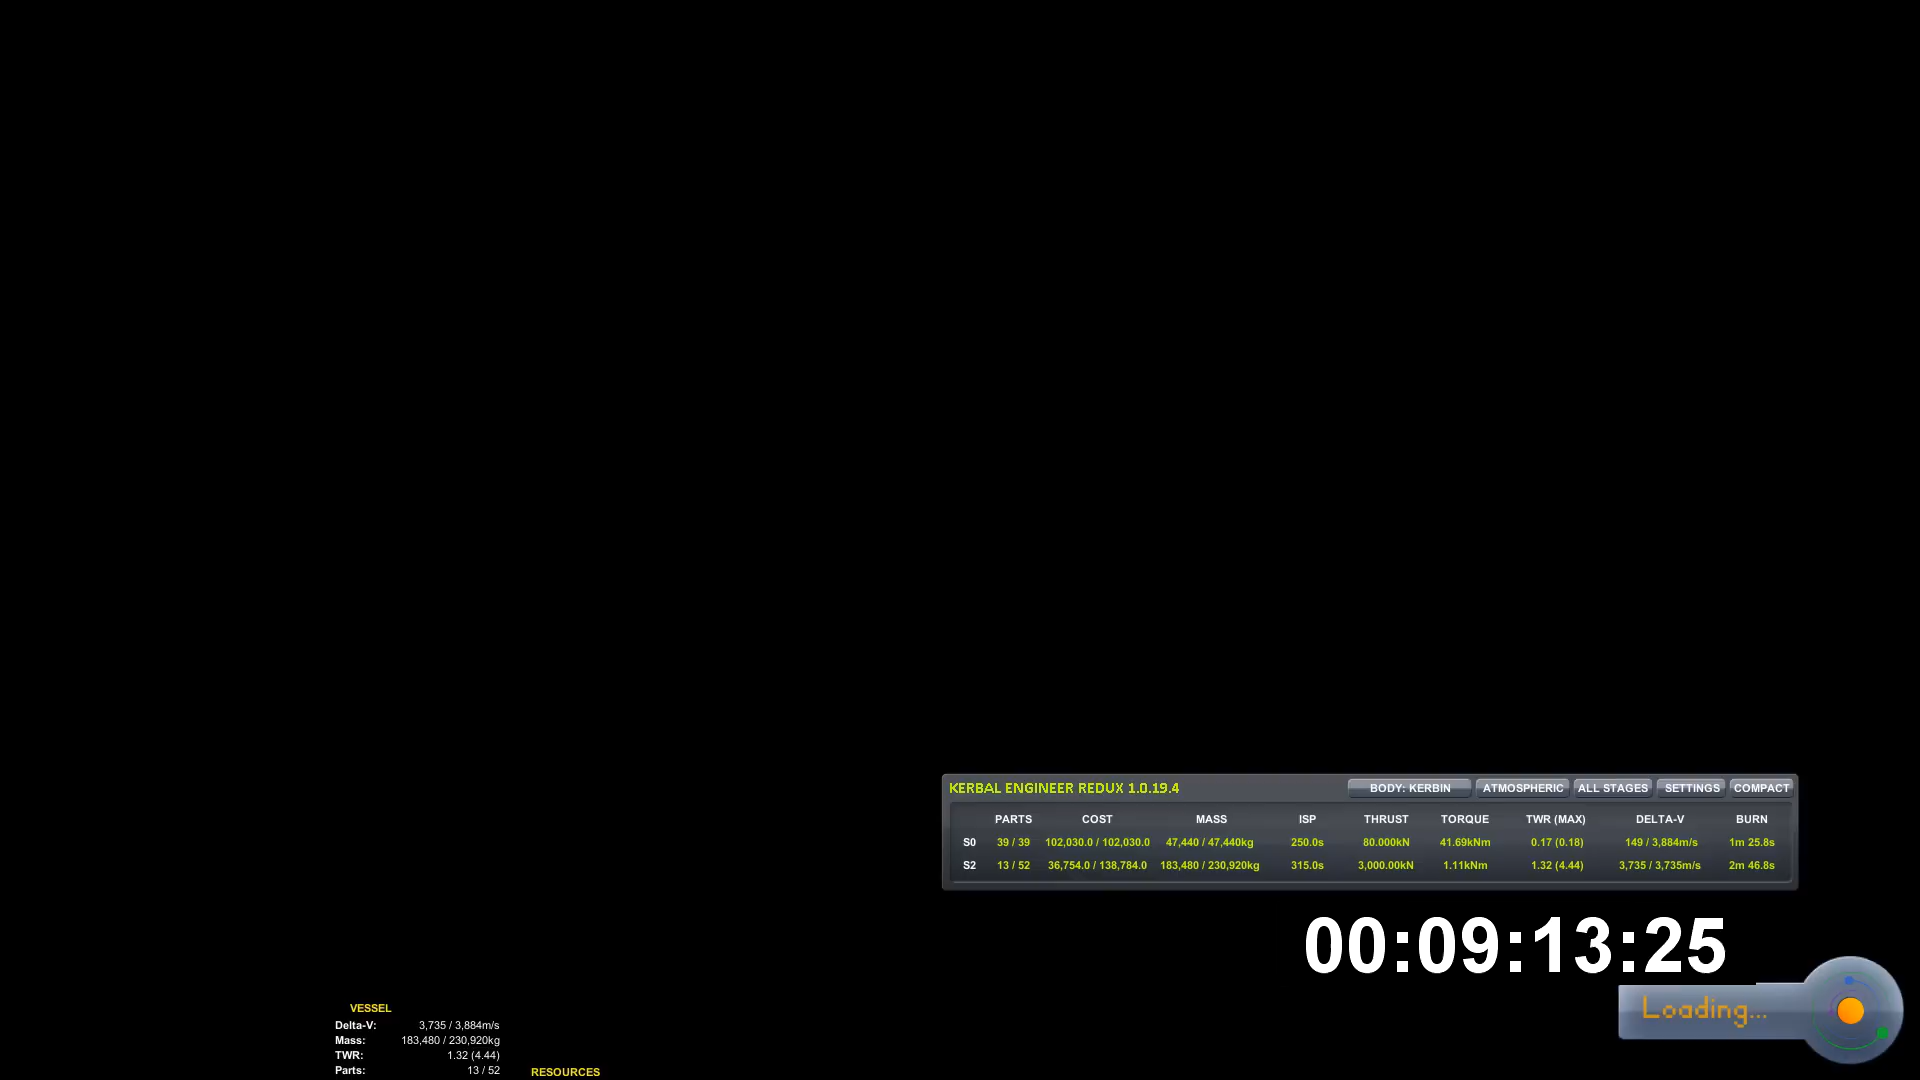 KERBAL ENGINEER REDUX 1.0.19.4 BODY: KERBIN ATMOSPHERIC ALL STAGES SETTINGS COMPACT
PARTS COST MASS ISP THRUST TORQUE TWR (MAX) DELTA-V BURN
S0 39 / 39 102,030.0 / 102,030.0 47,440 / 47,440kg 250.0s 80.000kN 41.69kNm 0.17 (0.18) 149 / 3,884m/s 1m 25.8s
S2 13 / 52 36,754.0 / 138,784.0 183,480 / 230,920kg 315.0s 3,000.00kN 1.11kNm 1.32 (4.44) 3,735 / 3,735m/s 2m 46.8s
00:09:13:25
Loading...
VESSEL
Delta-V: 3,735 / 3,884m/s
Mass: 183,480 / 230,920kg
TWR: 1.32 (4.44)
Parts: 13 / 52
RESOURCES